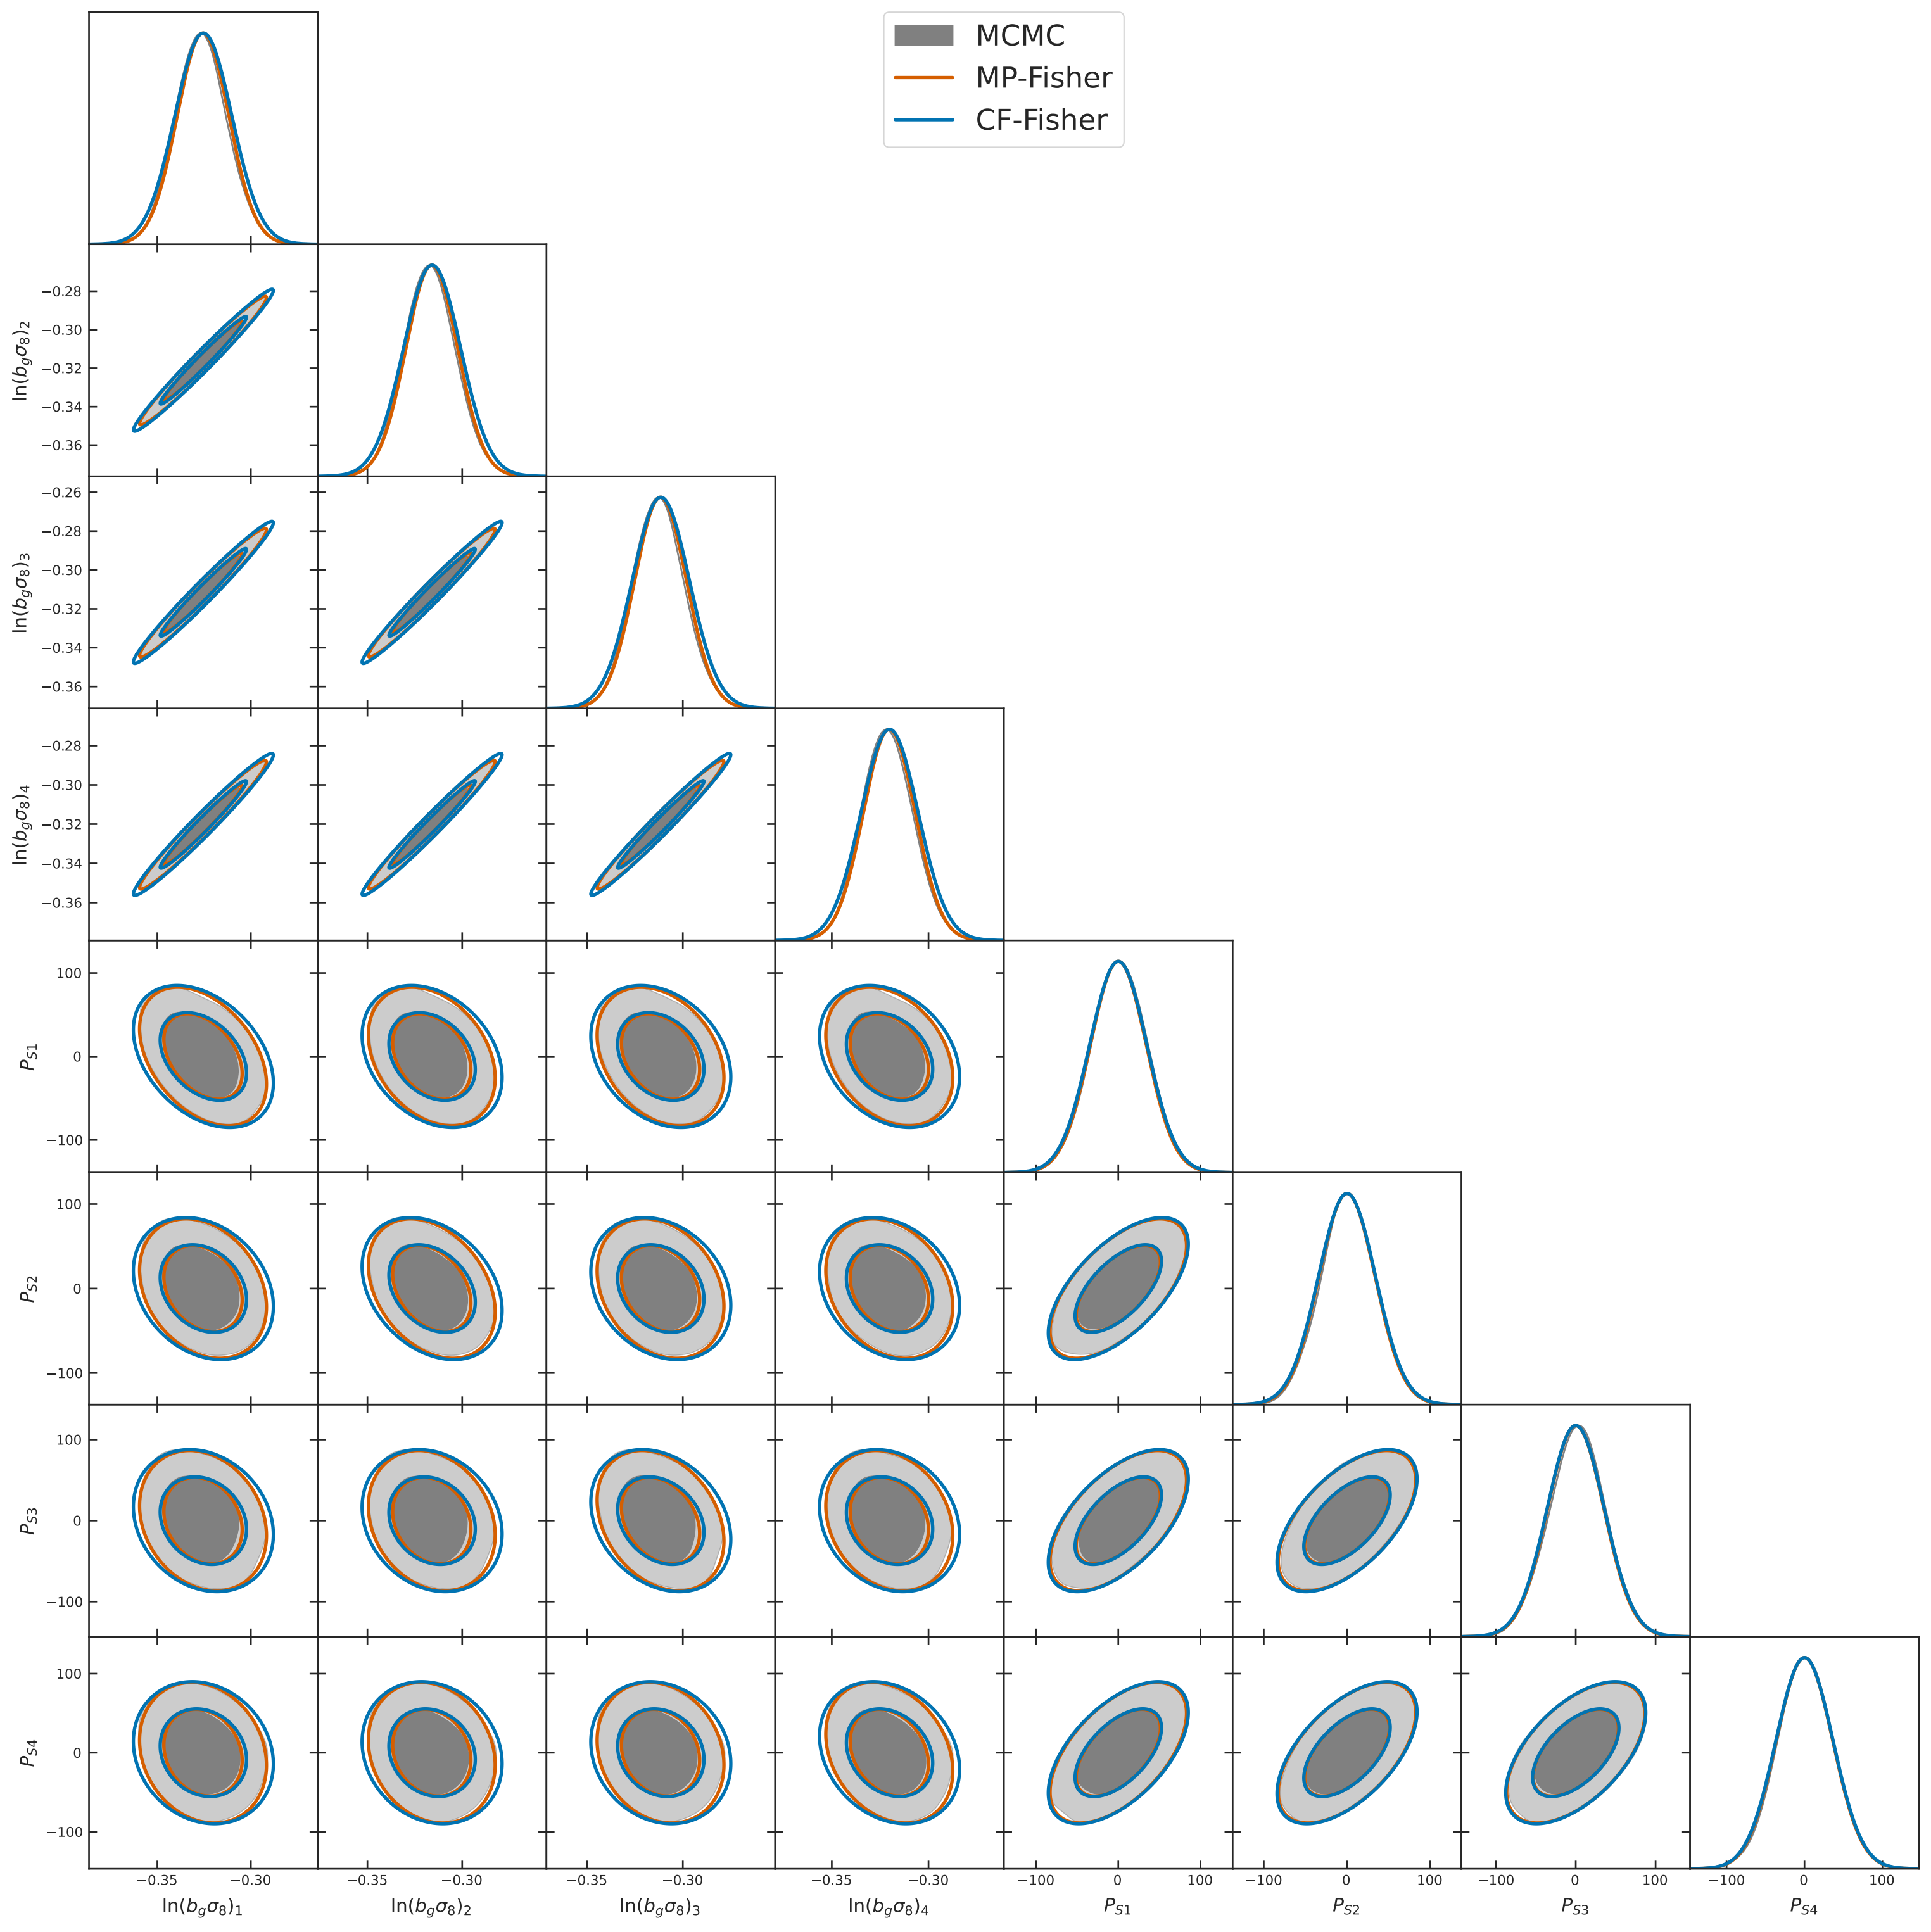 MCMC
MP-Fisher
CF-Fisher
ln(b_gσ_8)_2
−0.28
−0.30
−0.32
−0.34
−0.36
ln(b_gσ_8)_3
−0.26
−0.28
−0.30
−0.32
−0.34
−0.36
ln(b_gσ_8)_4
−0.28
−0.30
−0.32
−0.34
−0.36
P_S1
100
0
−100
P_S2
100
0
−100
P_S3
100
0
−100
P_S4
100
0
−100
−0.35 −0.30 −0.35 −0.30 −0.35 −0.30 −0.35 −0.30 −100 0 100 −100 0 100 −100 0 100 −100 0 100
ln(b_gσ_8)_1 ln(b_gσ_8)_2 ln(b_gσ_8)_3 ln(b_gσ_8)_4 P_S1 P_S2 P_S3 P_S4